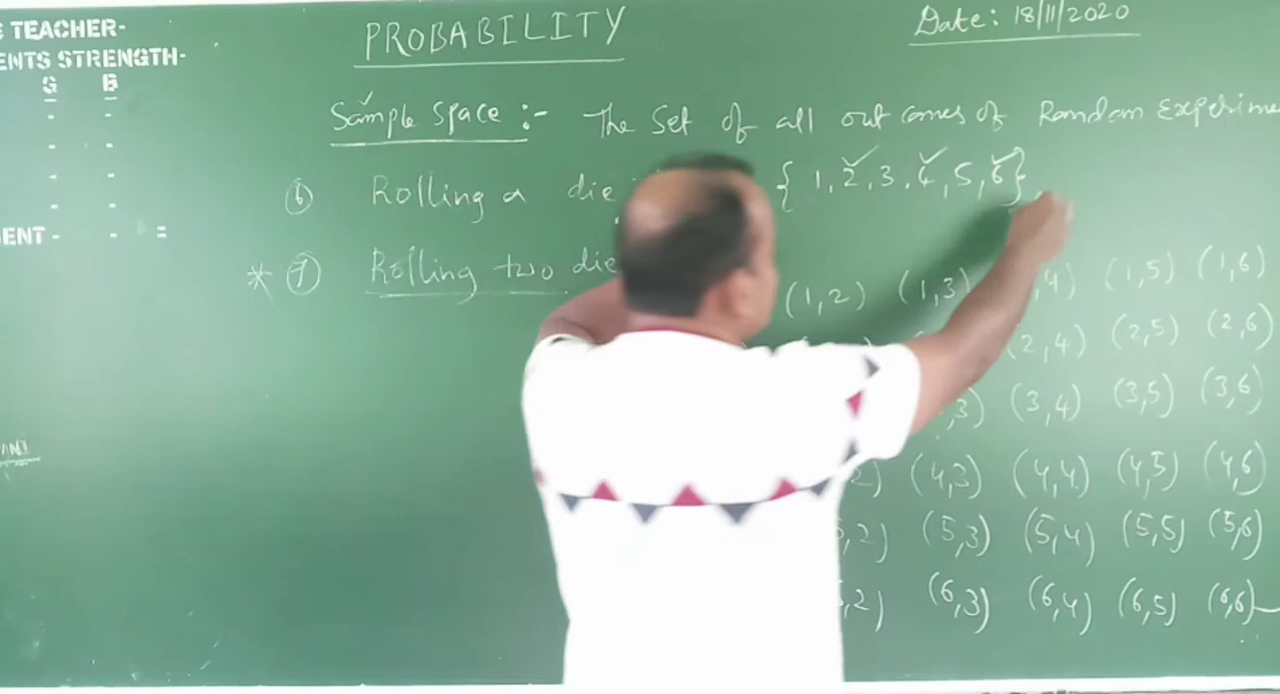 TEACHER-
PROBABILITY
Date: 18/11/2020
ENTS STRENGTH-
G B
Sample Space :- The Set of all out comes of Random Experime
⑥ Rolling a die { 1, 2, 3, 4, 5, 6}
ENT - - =
* ⑦ Rolling two die (1,2) (1,3) ,4) (1,5) (1,6)
(2,4) (2,5) (2,6)
,3) (3,4) (3,5) (3,6)
2) (4,3) (4,4) (4,5) (4,6)
,2) (5,3) (5,4) (5,5) (5,6)
,2) (6,3) (6,4) (6,5) (6,6)